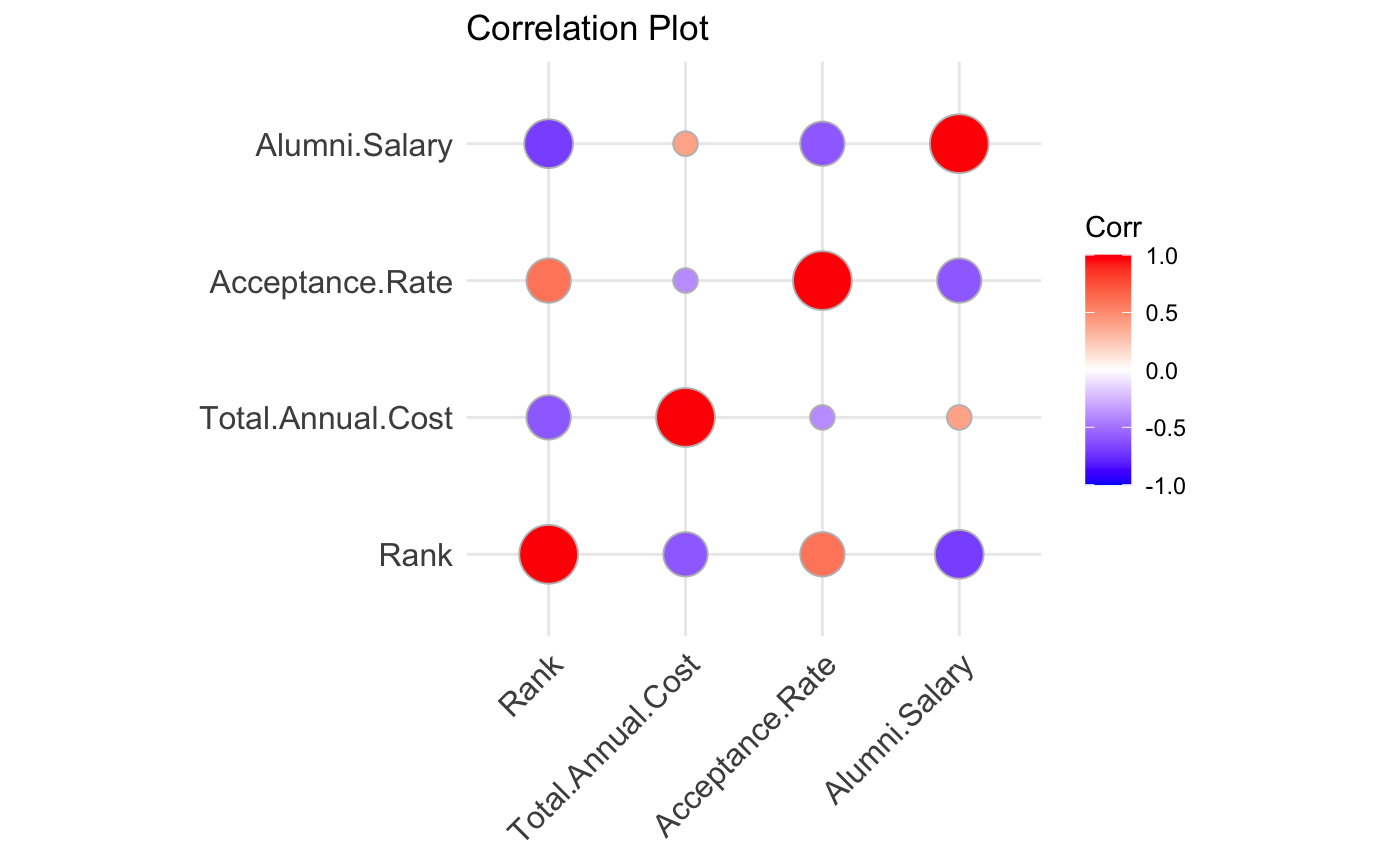 Correlation Plot
Alumni.Salary
Acceptance.Rate
Total.Annual.Cost
Rank
Rank
Total.Annual.Cost
Acceptance.Rate
Alumni.Salary
Corr
1.0
0.5
0.0
-0.5
-1.0